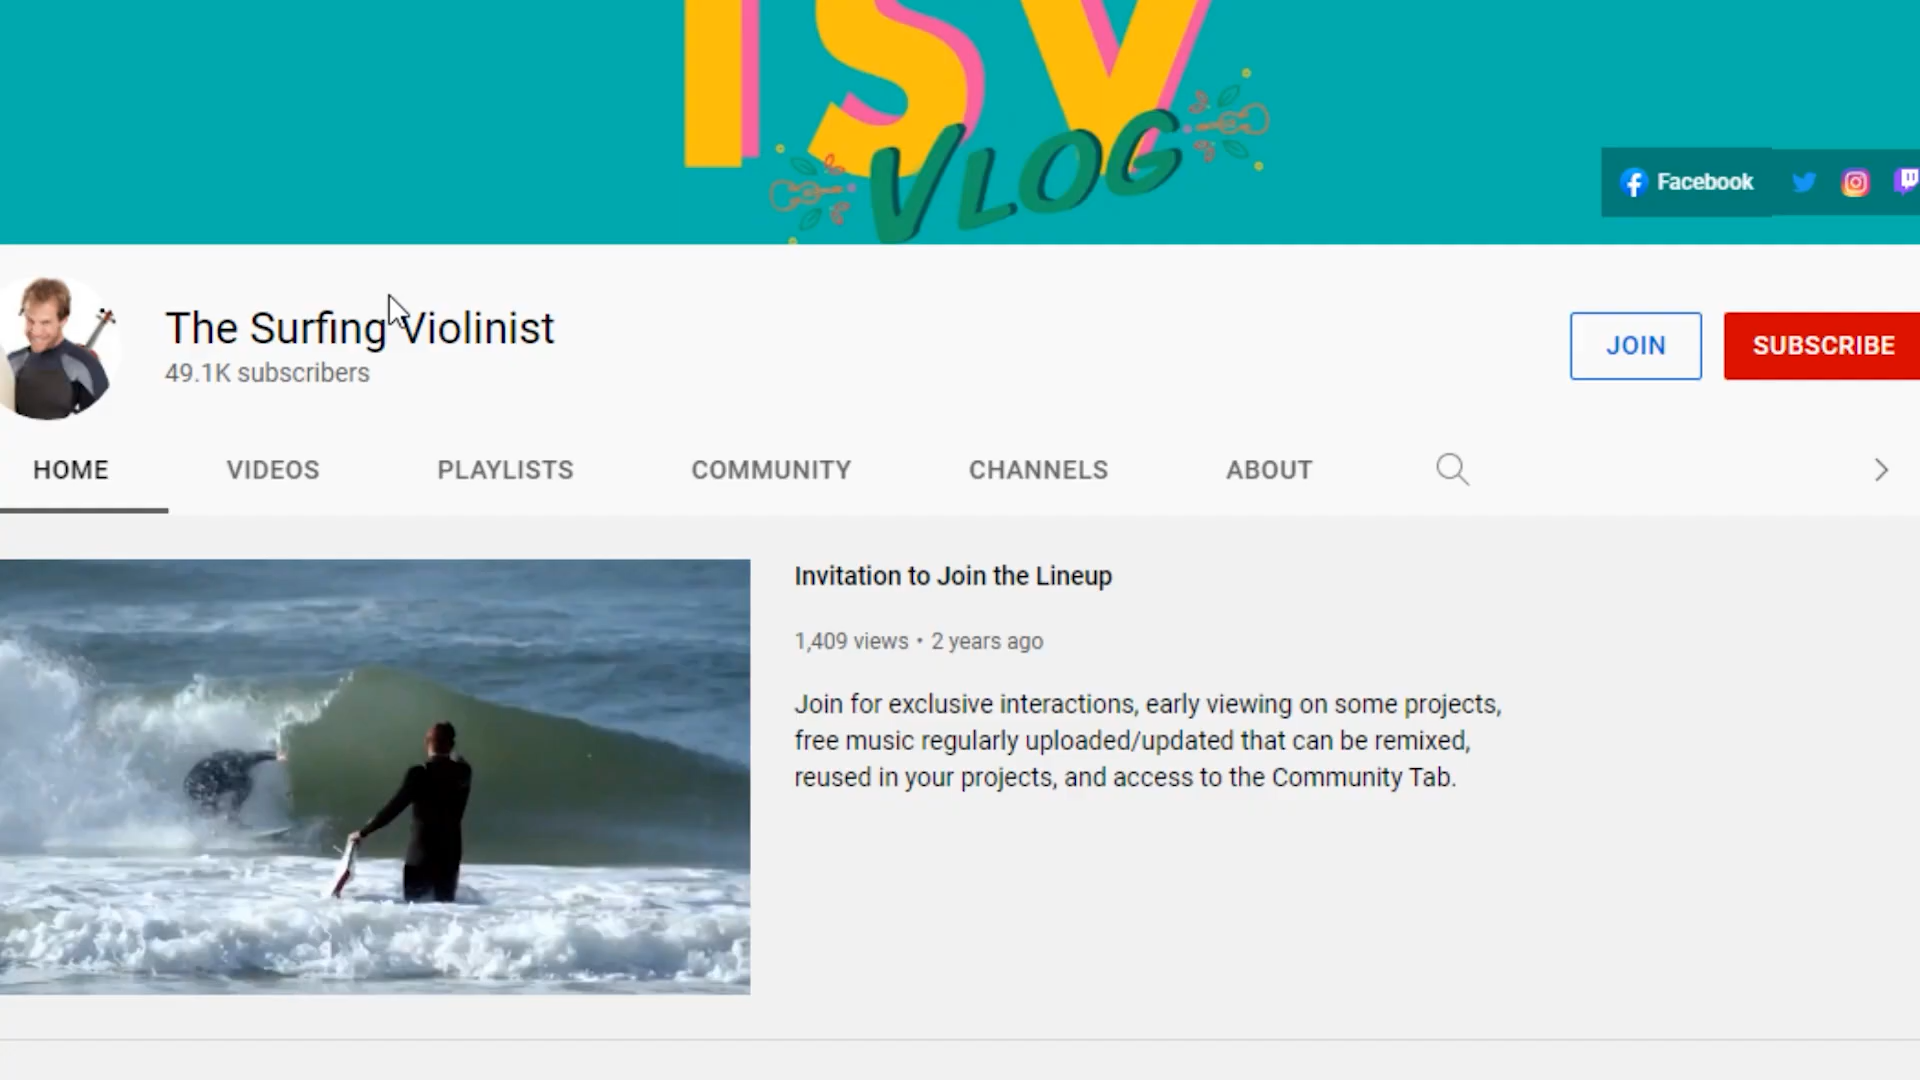 TSV
VLOG
Facebook
The Surfing Violinist
49.1K subscribers
JOIN
SUBSCRIBE
HOME
VIDEOS
PLAYLISTS
COMMUNITY
CHANNELS
ABOUT
Invitation to Join the Lineup
1,409 views • 2 years ago
Join for exclusive interactions, early viewing on some projects,
free music regularly uploaded/updated that can be remixed,
reused in your projects, and access to the Community Tab.